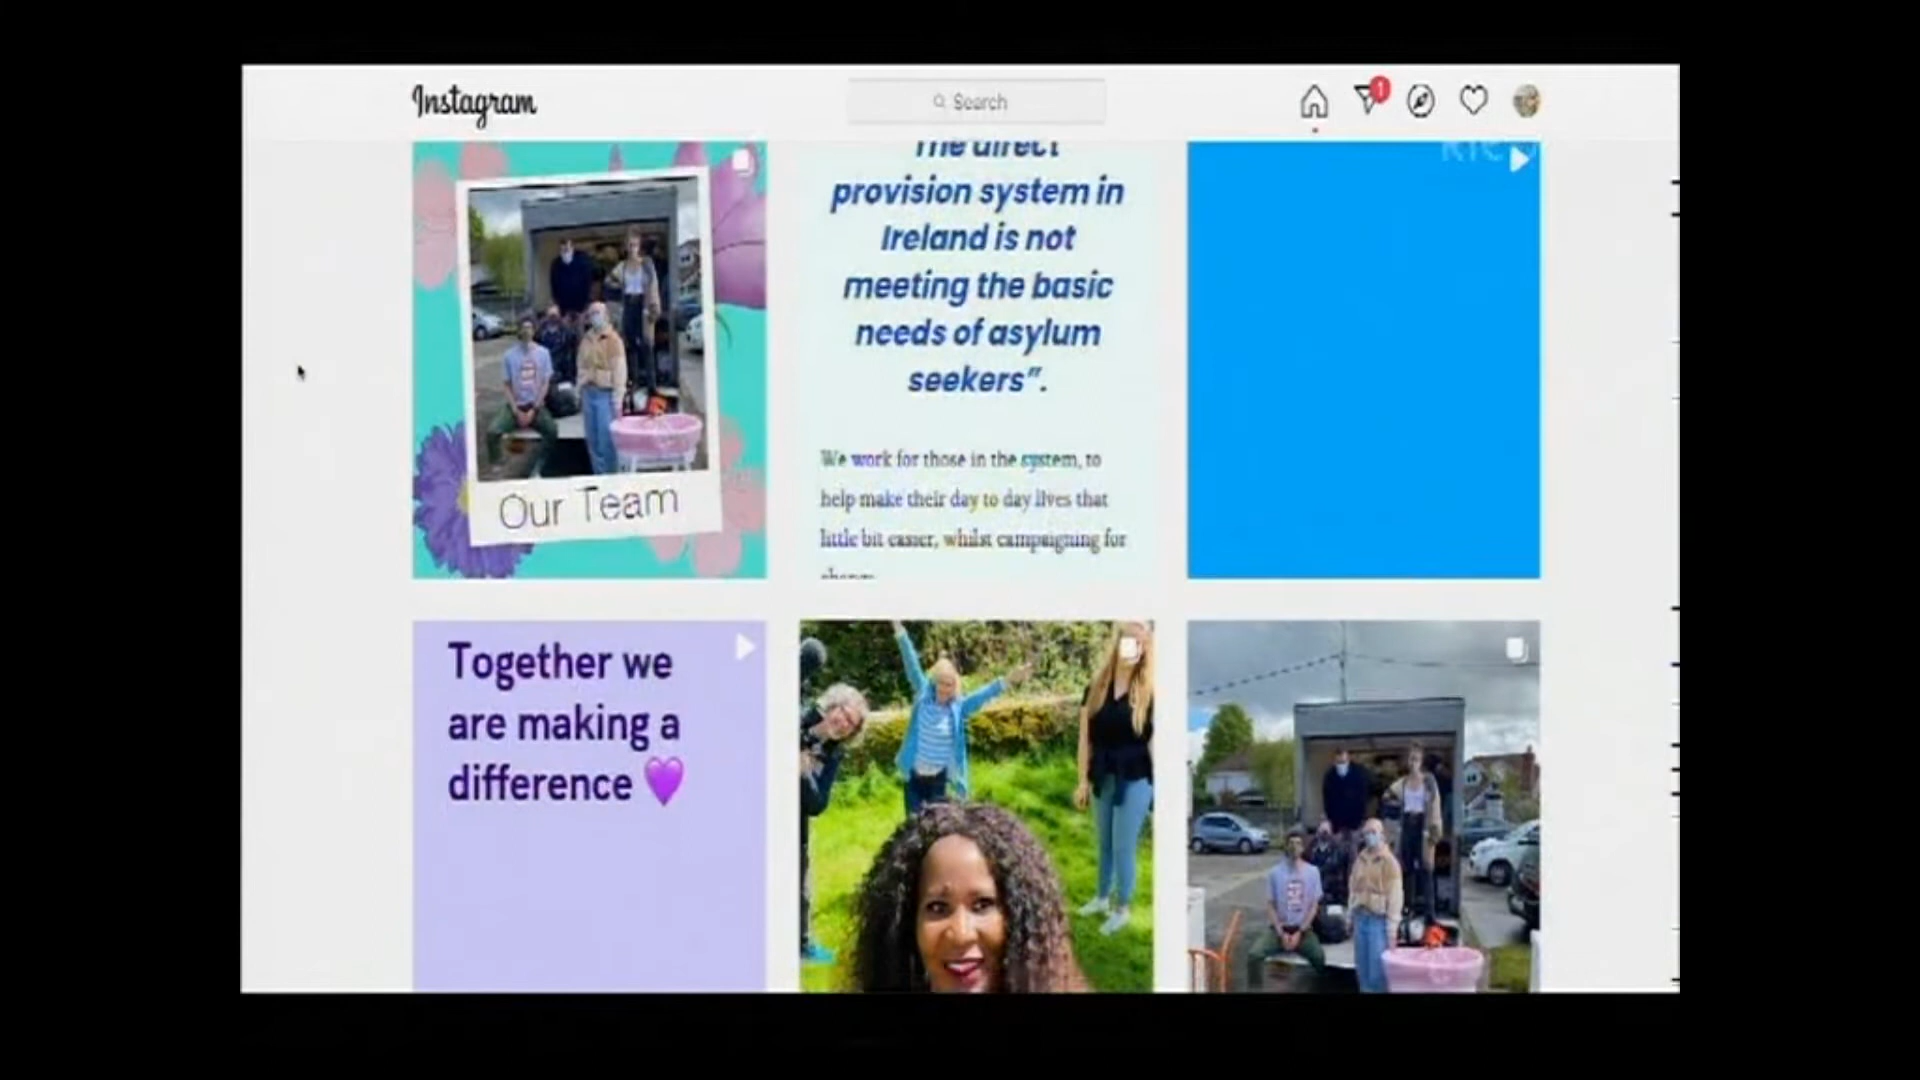 Instagram
Search
1
The direct
provision system in
Ireland is not
meeting the basic
needs of asylum
seekers”.
We work for those in the system, to
help make their day to day lives that
little bit easier, whilst campaigning for
Our Team
Together we
are making a
difference 💜